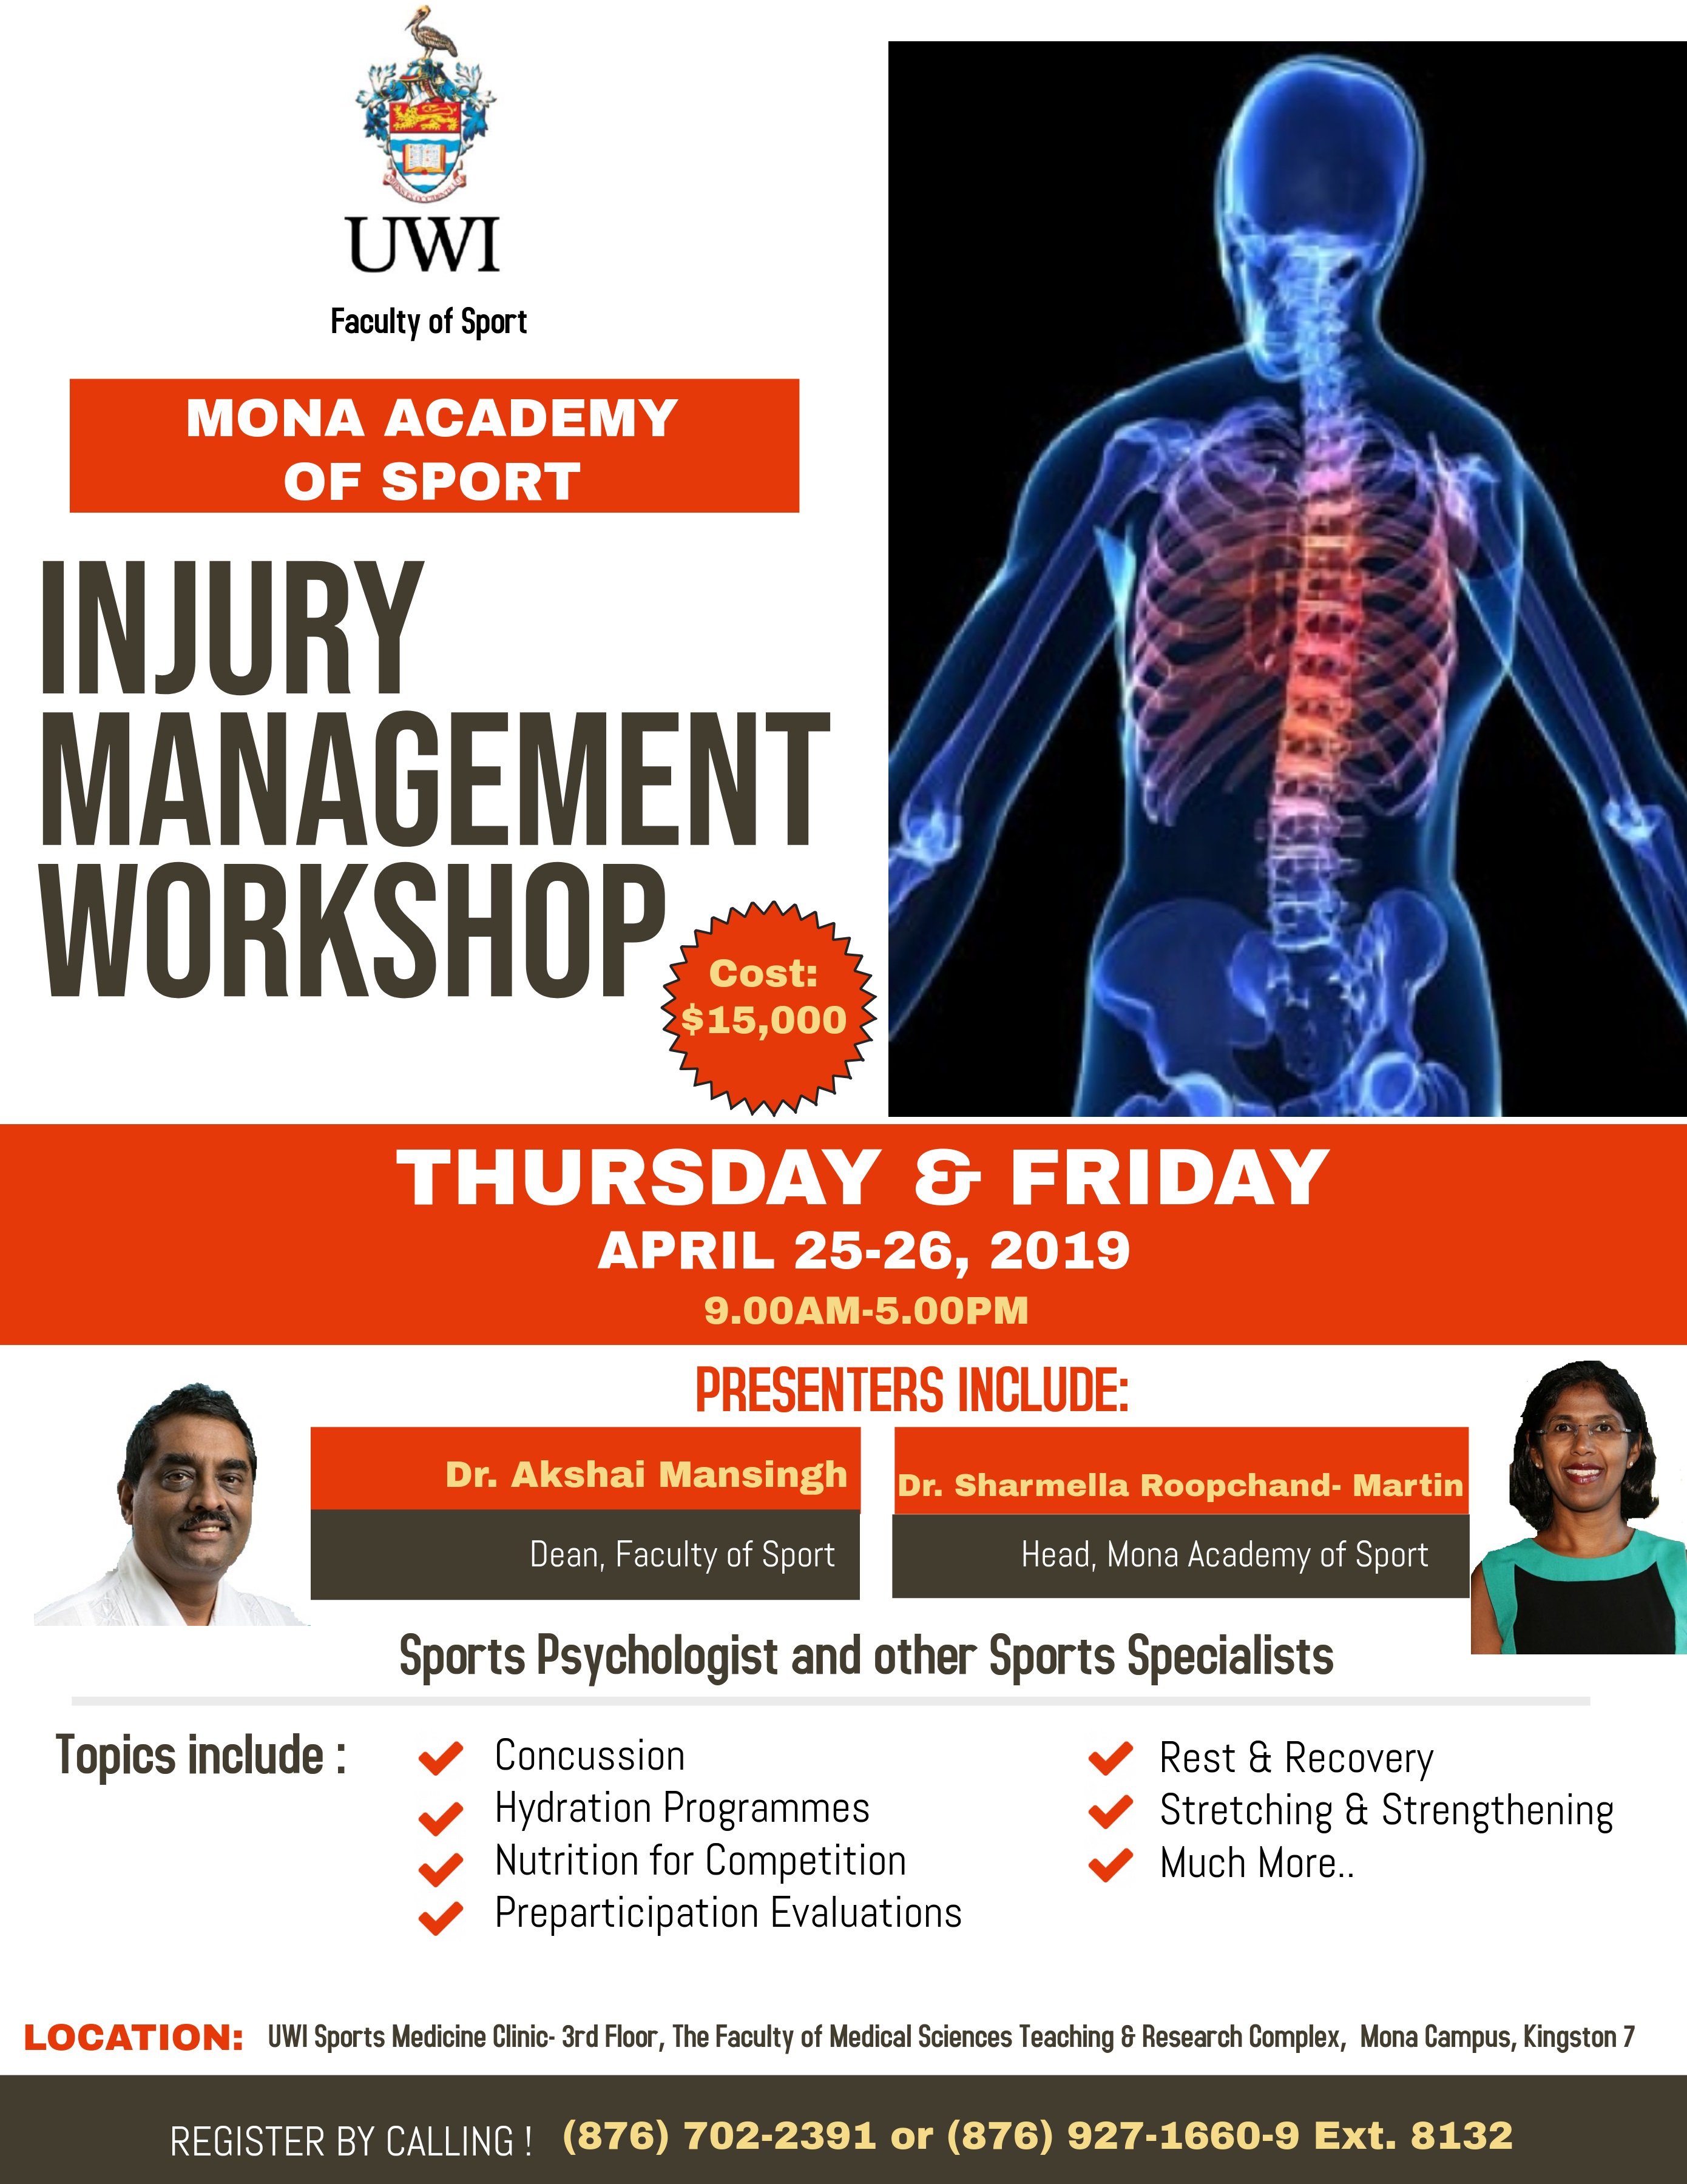 UWI
Faculty of Sport
MONA ACADEMY
OF SPORT
INJURY
MANAGEMENT
WORKSHOP
Cost:
$15,000
THURSDAY & FRIDAY
APRIL 25-26, 2019
9.00AM-5.00PM
PRESENTERS INCLUDE:
Dr. Akshai Mansingh
Dean, Faculty of Sport
Dr. Sharmella Roopchand- Martin
Head, Mona Academy of Sport
Sports Psychologist and other Sports Specialists
Topics include :
Concussion
Hydration Programmes
Nutrition for Competition
Preparticipation Evaluations
Rest & Recovery
Stretching & Strengthening
Much More..
LOCATION: UWI Sports Medicine Clinic- 3rd Floor, The Faculty of Medical Sciences Teaching & Research Complex, Mona Campus, Kingston 7
REGISTER BY CALLING ! (876) 702-2391 or (876) 927-1660-9 Ext. 8132